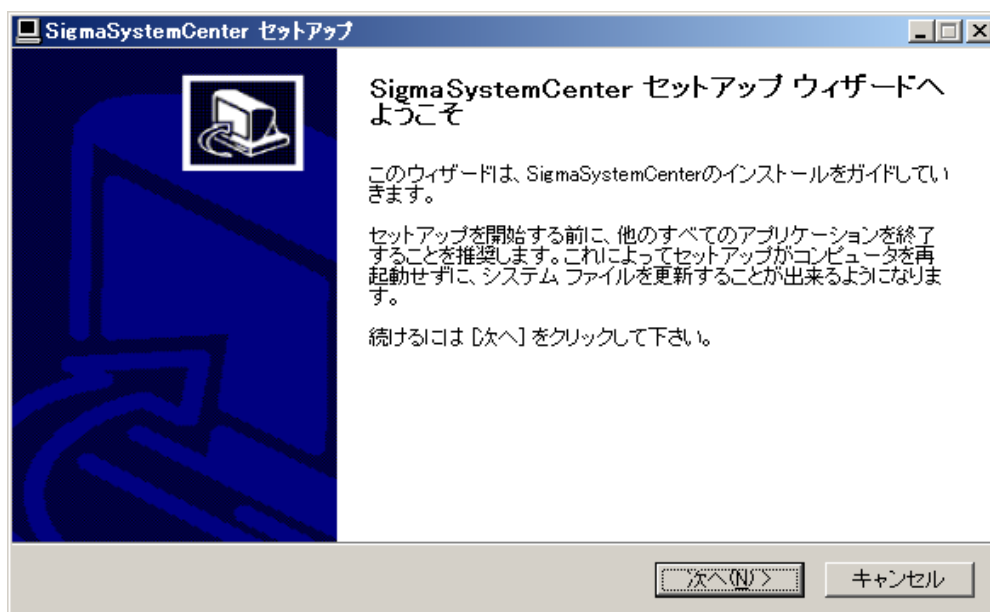 SigmaSystemCenter セットアップ
SigmaSystemCenter セットアップ ウィザードへ
ようこそ
このウィザードは、SigmaSystemCenterのインストールをガイドしてい
きます。
セットアップを開始する前に、他のすべてのアプリケーションを終了
することを推奨します。これによってセットアップがコンピュータを再
起動せずに、システム ファイルを更新することが出来るようになりま
す。
続けるには [次へ] をクリックして下さい。
次へ(N) >
キャンセル